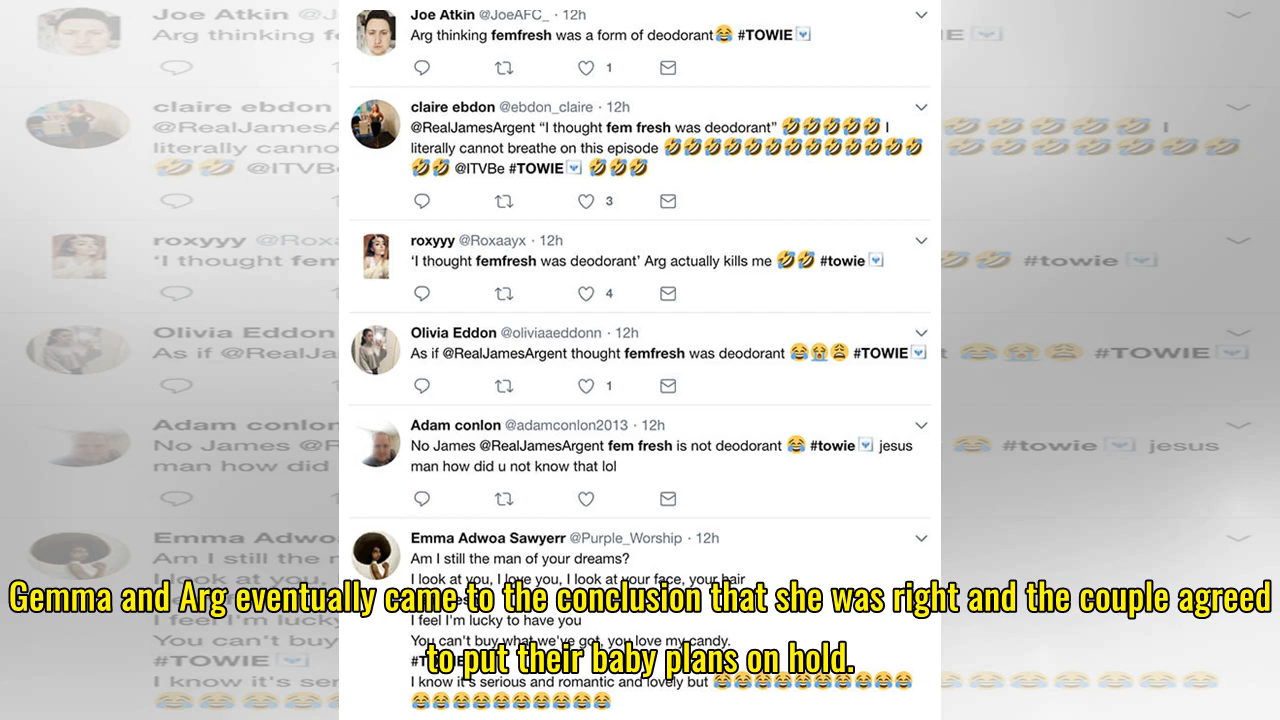 Joe Atkin @JoeAFC_ · 12h
Arg thinking femfresh was a form of deodorant😂 #TOWIE
1
claire ebdon @ebdon_claire · 12h
@RealJamesArgent “I thought fem fresh was deodorant” 🤣🤣🤣🤣🤣 I
literally cannot breathe on this episode 🤣🤣🤣🤣🤣🤣🤣🤣🤣🤣🤣🤣🤣
🤣🤣 @ITVBe #TOWIE 🤣🤣🤣
3
roxyyy @Roxaayx · 12h
‘I thought femfresh was deodorant’ Arg actually kills me 🤣🤣 #towie
4
Olivia Eddon @oliviaaeddonn · 12h
As if @RealJamesArgent thought femfresh was deodorant 😂😭😩 #TOWIE
1
Adam conlon @adamconlon2013 · 12h
No James @RealJamesArgent fem fresh is not deodorant 😂 #towie jesus
man how did u not know that lol
Emma Adwoa Sawyerr @Purple_Worship · 12h
Am I still the man of your dreams?
I look at you, I love you, I look at your face, your hair
I feel I'm lucky to have you
You can't buy what we've got, you love my candy.
#TOWIE
I know it's serious and romantic and lovely but 😂😂😂😂😂😂😂😂😂😂
😂😂😂😂😂😂😂😂😂😂
Gemma and Arg eventually came to the conclusion that she was right and the couple agreed
to put their baby plans on hold.